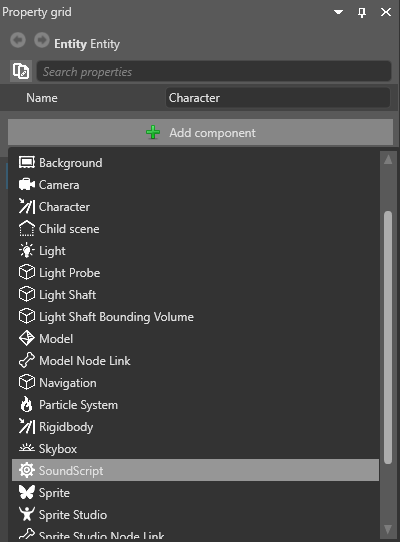 Property grid
Entity Entity
Search properties
Name Character
Add component
Background
Camera
Character
Child scene
Light
Light Probe
Light Shaft
Light Shaft Bounding Volume
Model
Model Node Link
Navigation
Particle System
Rigidbody
Skybox
SoundScript
Sprite
Sprite Studio
Sprite Studio Node Link